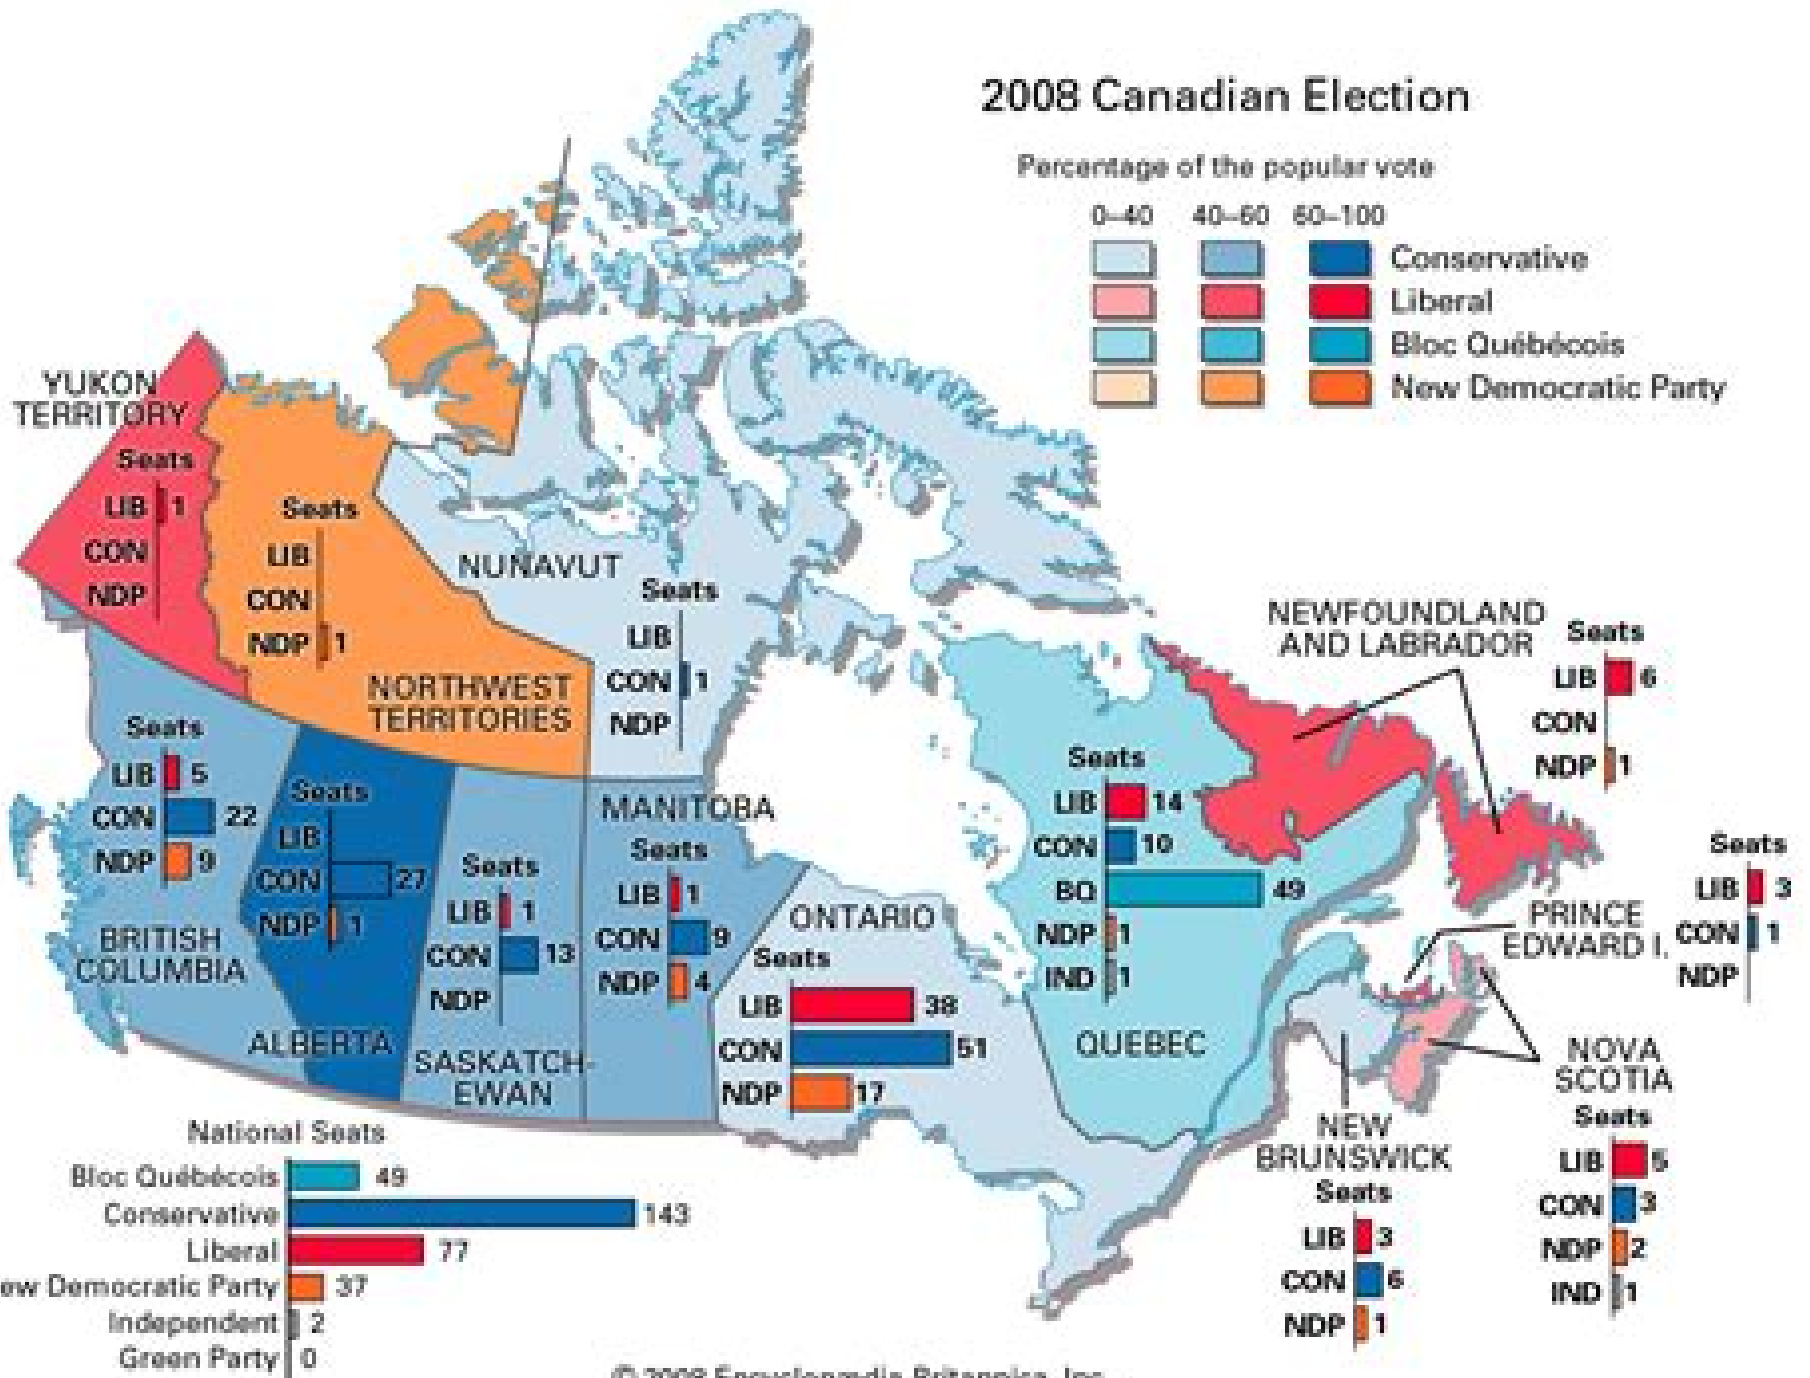 2008 Canadian Election
Percentage of the popular vote
0–40 40–60 60–100
Conservative
Liberal
Bloc Québécois
New Democratic Party
YUKON
TERRITORY
Seats
LIB 1
CON
NDP
Seats
LIB
CON
NDP 1
NORTHWEST
TERRITORIES
NUNAVUT
Seats
LIB
CON 1
NDP
NEWFOUNDLAND
AND LABRADOR
Seats
LIB 6
CON
NDP 1
Seats
LIB 5
CON 22
NDP 9
BRITISH
COLUMBIA
Seats
LIB
CON 27
NDP 1
ALBERTA
Seats
LIB 1
CON 13
NDP
SASKATCH-
EWAN
MANITOBA
Seats
LIB 1
CON 9
NDP 4
ONTARIO
Seats
LIB 38
CON 51
NDP 17
Seats
LIB 14
CON 10
BQ 49
NDP 1
IND 1
QUEBEC
PRINCE
EDWARD I.
Seats
LIB 3
CON 1
NDP
NOVA
SCOTIA
Seats
LIB 5
CON 3
NDP 2
IND 1
NEW
BRUNSWICK
Seats
LIB 3
CON 6
NDP 1
National Seats
Bloc Québécois 49
Conservative 143
Liberal 77
ew Democratic Party 37
Independent 2
Green Party 0
© 2008 Encyclopædia Britannica, Inc.